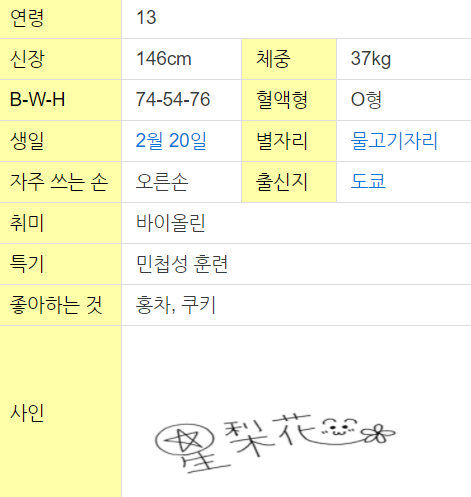 연령 13
신장 146cm 체중 37kg
B-W-H 74-54-76 혈액형 O형
생일 2월 20일 별자리 물고기자리
자주 쓰는 손 오른손 출신지 도쿄
취미 바이올린
특기 민첩성 훈련
좋아하는 것 홍차, 쿠키
사인 星梨花